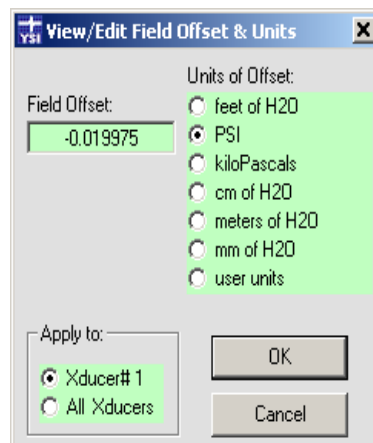 YSI View/Edit Field Offset & Units
Units of Offset:
Field Offset:
-0.019975
feet of H2O
PSI
kiloPascals
cm of H2O
meters of H2O
mm of H2O
user units
Apply to:
Xducer# 1
All Xducers
OK
Cancel